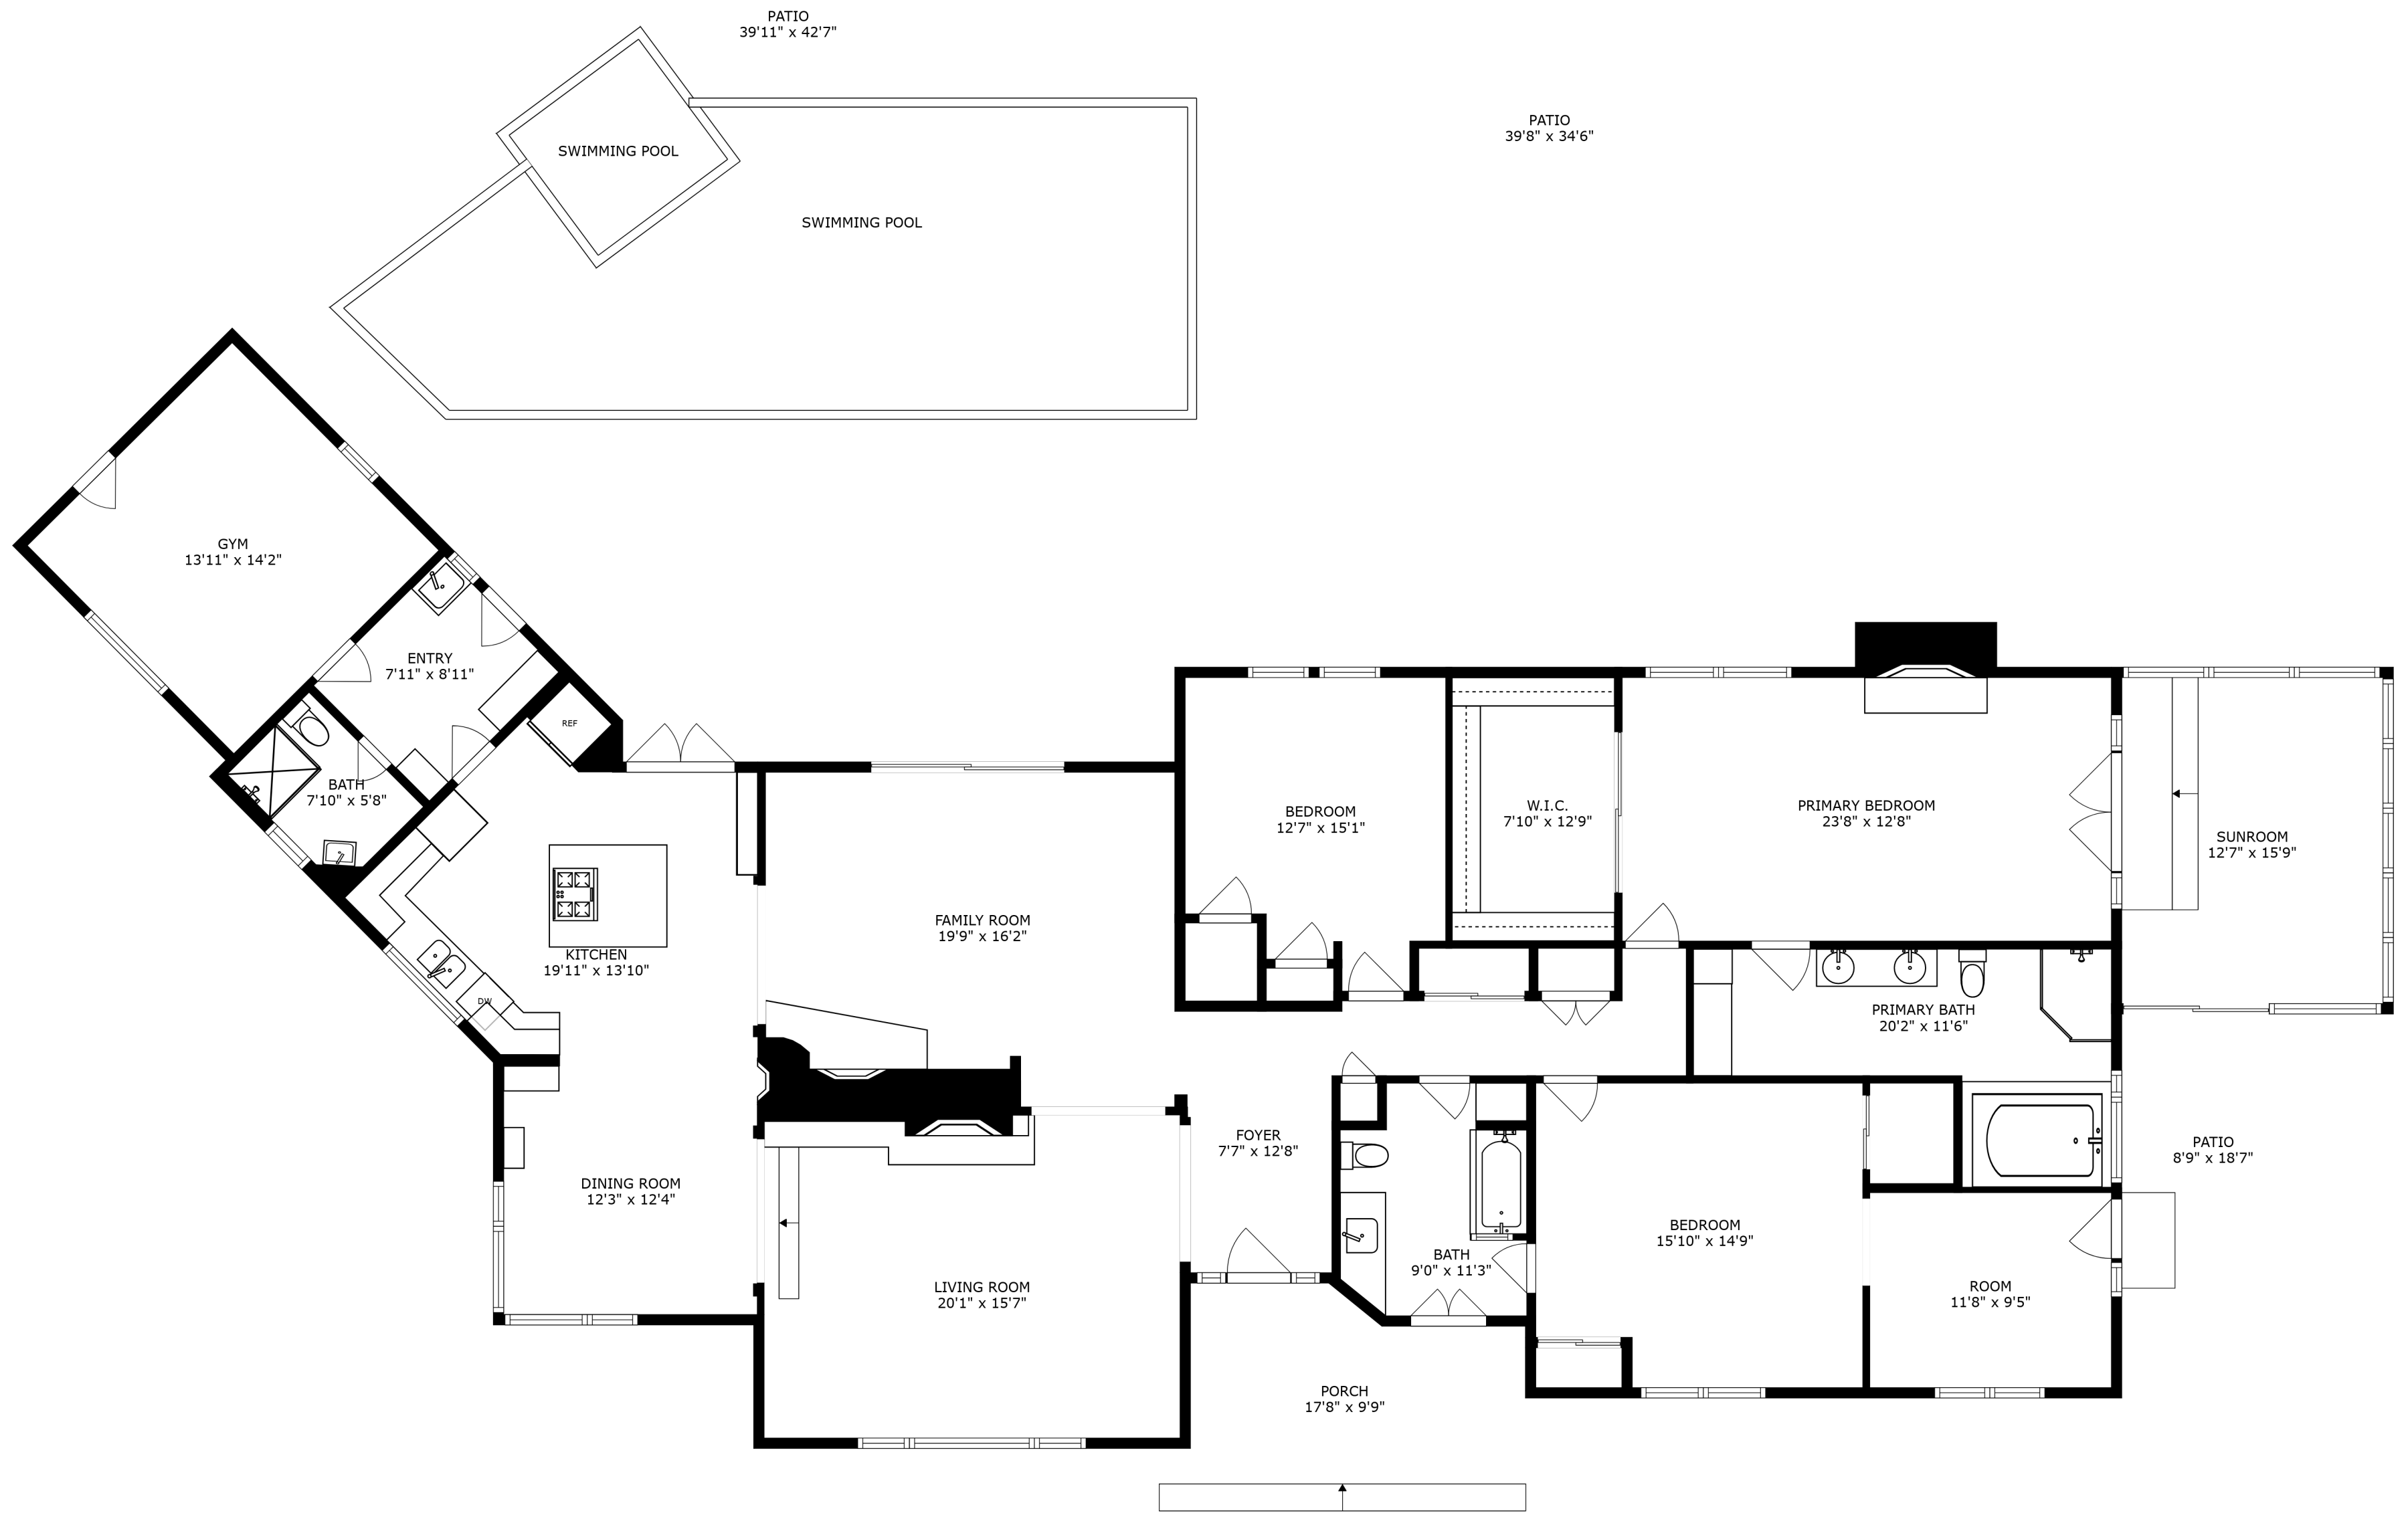 PATIO
39'11" x 42'7"
PATIO
39'8" x 34'6"
SWIMMING POOL
SWIMMING POOL
GYM
13'11" x 14'2"
ENTRY
7'11" x 8'11"
REF
BATH
7'10" x 5'8"
BEDROOM
12'7" x 15'1"
W.I.C.
7'10" x 12'9"
PRIMARY BEDROOM
23'8" x 12'8"
SUNROOM
12'7" x 15'9"
FAMILY ROOM
19'9" x 16'2"
KITCHEN
19'11" x 13'10"
DW
PRIMARY BATH
20'2" x 11'6"
FOYER
7'7" x 12'8"
PATIO
8'9" x 18'7"
DINING ROOM
12'3" x 12'4"
BEDROOM
15'10" x 14'9"
BATH
9'0" x 11'3"
LIVING ROOM
20'1" x 15'7"
ROOM
11'8" x 9'5"
PORCH
17'8" x 9'9"